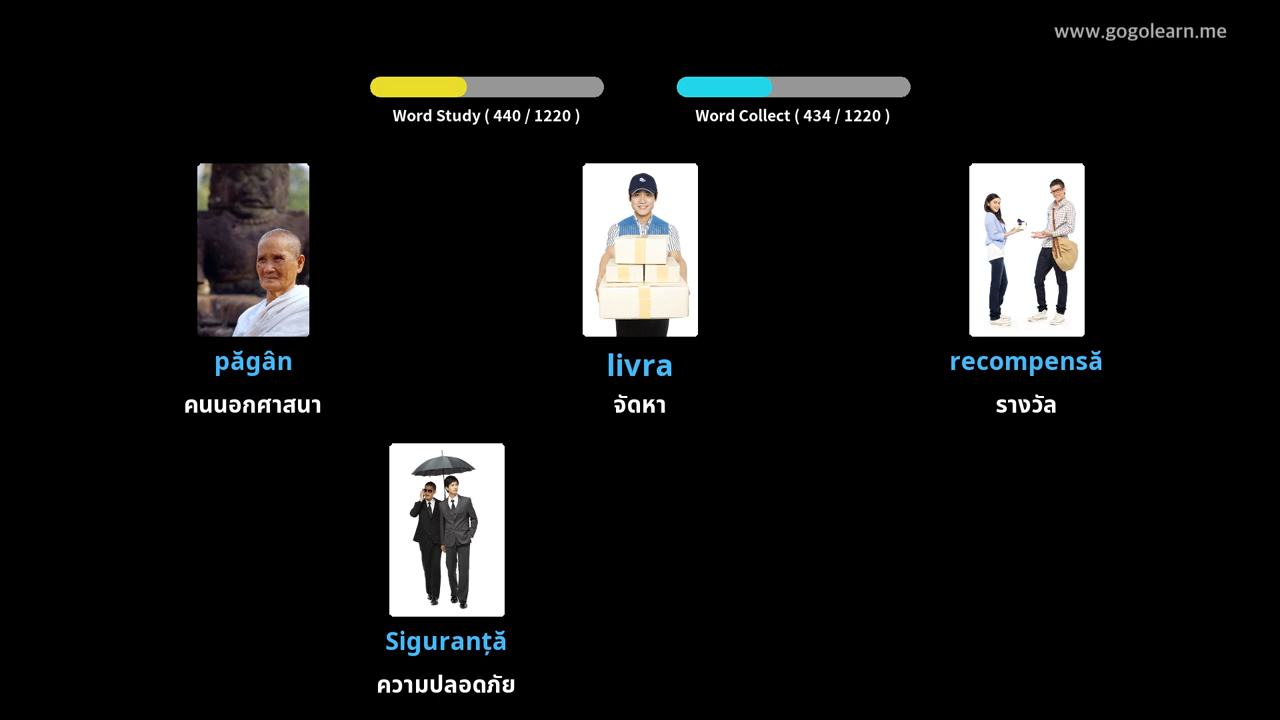 www.gogolearn.me
Word Study ( 440 / 1220 )
Word Collect ( 434 / 1220 )
păgân
livra
recompensă
คนนอกศาสนา
จัดหา
รางวัล
Siguranță
ความปลอดภัย